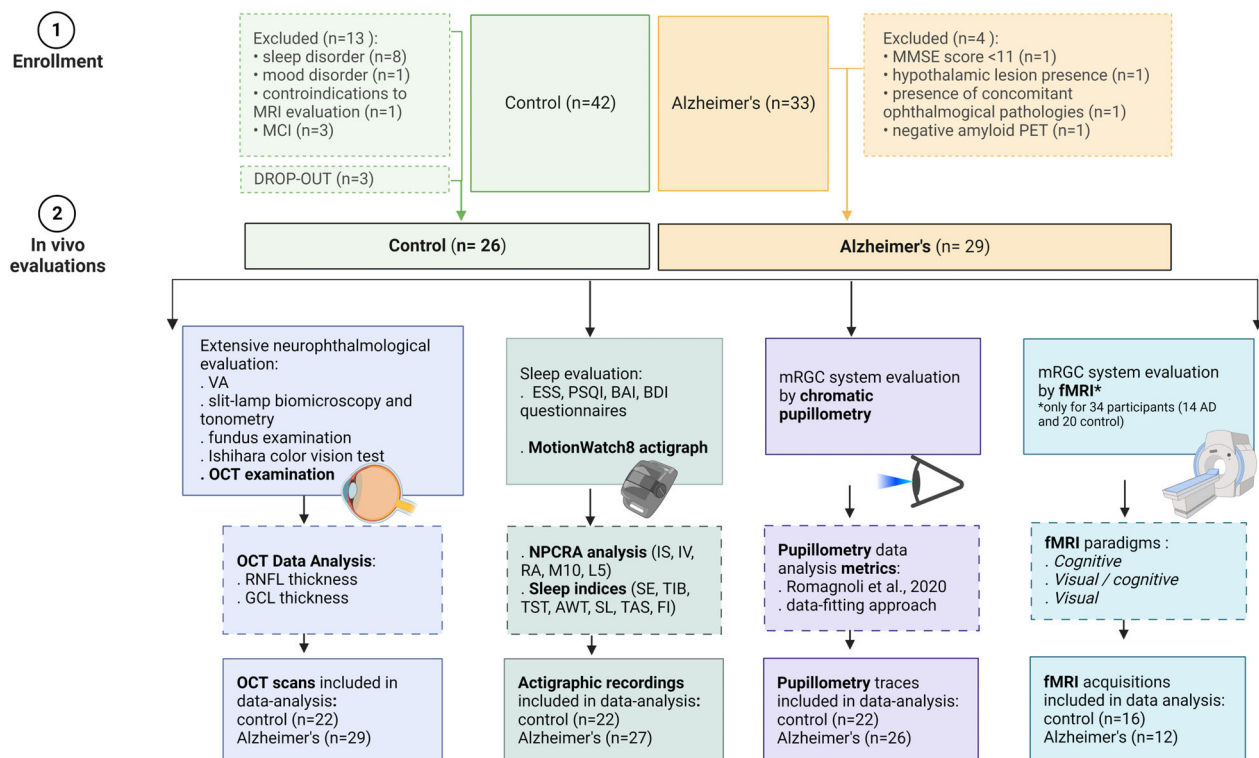 1
Enrollment
Excluded (n=13 ):
• sleep disorder (n=8)
• mood disorder (n=1)
• controindications to
MRI evaluation (n=1)
• MCI (n=3)
DROP-OUT (n=3)
Control (n=42)
Alzheimer's (n=33)
Excluded (n=4 ):
• MMSE score <11 (n=1)
• hypothalamic lesion presence (n=1)
• presence of concomitant
ophthalmogical pathologies (n=1)
• negative amyloid PET (n=1)
2
In vivo
evaluations
Control (n= 26)
Alzheimer's (n= 29)
Extensive neurophthalmological
evaluation:
. VA
. slit-lamp biomicroscopy and
tonometry
. fundus examination
. Ishihara color vision test
. OCT examination
Sleep evaluation:
. ESS, PSQI, BAI, BDI
questionnaires
. MotionWatch8 actigraph
mRGC system evaluation
by chromatic
pupillometry
mRGC system evaluation
by fMRI*
*only for 34 participants (14 AD
and 20 control)
OCT Data Analysis:
. RNFL thickness
. GCL thickness
. NPCRA analysis (IS, IV,
RA, M10, L5)
. Sleep indices (SE, TIB,
TST, AWT, SL, TAS, FI)
Pupillometry data
analysis metrics:
. Romagnoli et al., 2020
. data-fitting approach
fMRI paradigms :
. Cognitive
. Visual / cognitive
. Visual
OCT scans included in
data-analysis:
control (n=22)
Alzheimer's (n=29)
Actigraphic recordings
included in data-analysis:
control (n=22)
Alzheimer's (n=27)
Pupillometry traces
included in data-analysis:
control (n=22)
Alzheimer's (n=26)
fMRI acquisitions
included in data analysis:
control (n=16)
Alzheimer's (n=12)